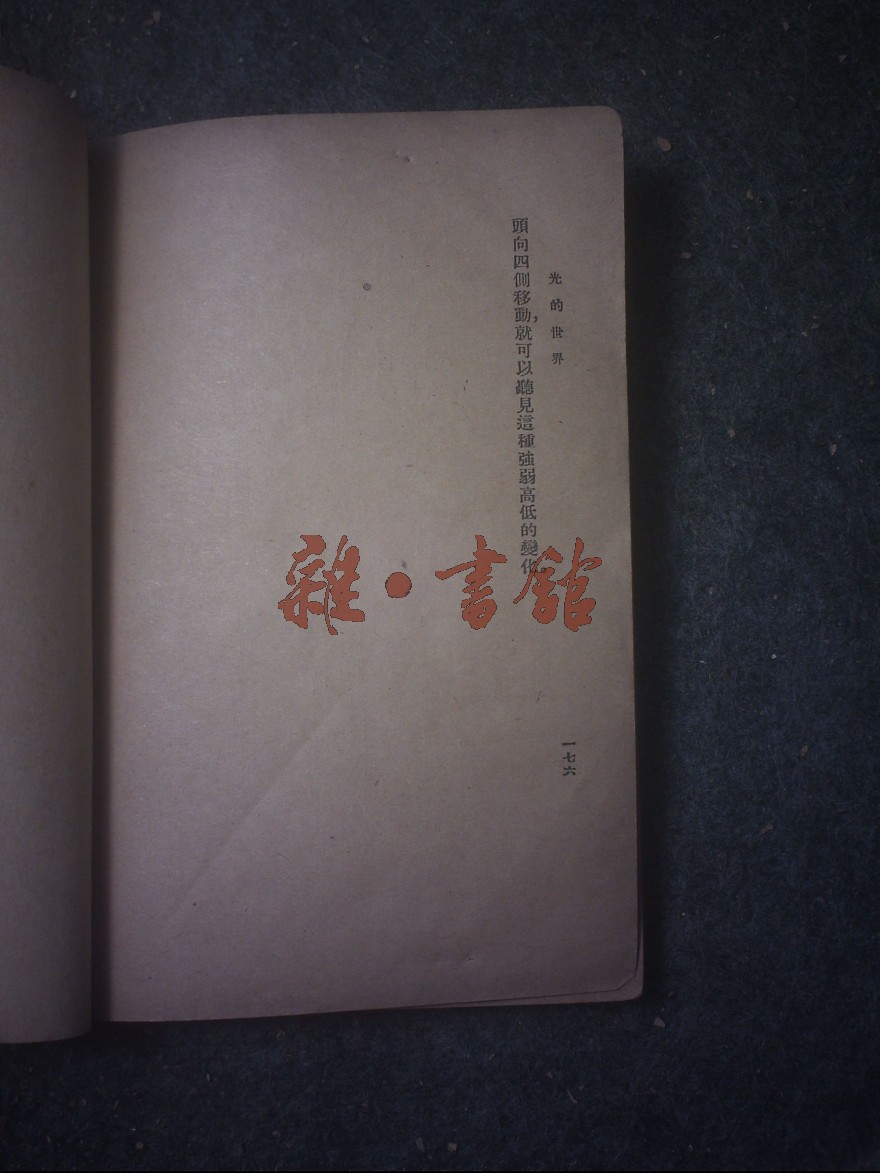 光的世界
頭向四側移動,就可以聽見這種強弱高低的變化
一七六
雜·書館